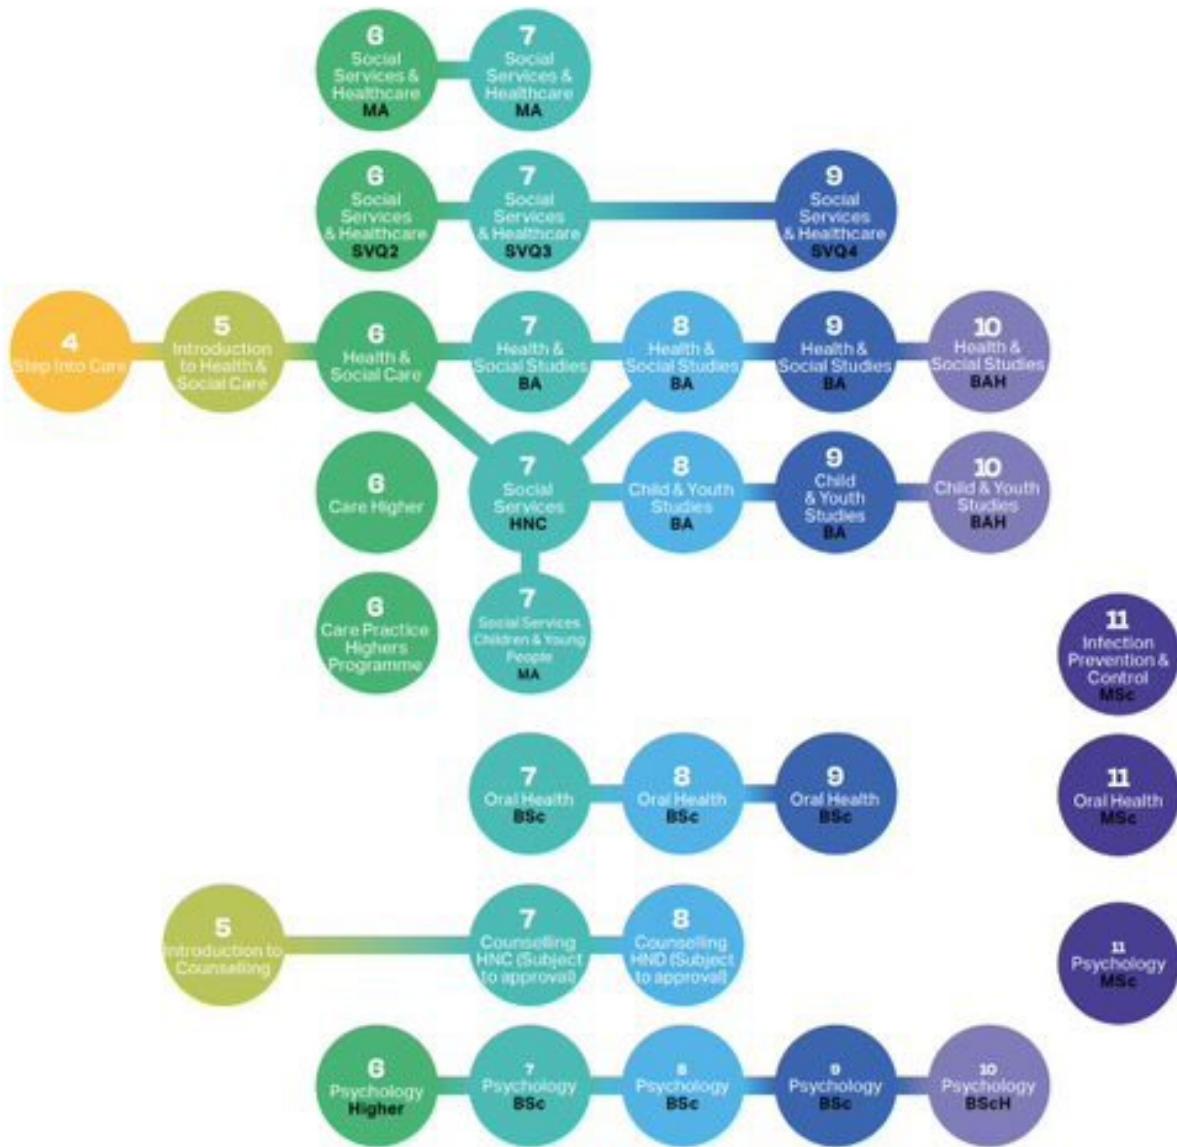 6
Social
Services &
Healthcare
MA
7
Social
Services &
Healthcare
MA
6
Social
Services
& Healthcare
SVQ2
7
Social
Services
& Healthcare
SVQ3
9
Social
Services
& Healthcare
SVQ4
4
Step Into Care
5
Introduction
to Health &
Social Care
6
Health &
Social Care
7
Health &
Social Studies
BA
8
Health &
Social Studies
BA
9
Health &
Social Studies
BA
10
Health &
Social Studies
BAH
6
Care Higher
7
Social
Services
HNC
8
Child & Youth
Studies
BA
9
Child
& Youth
Studies
BA
10
Child & Youth
Studies
BAH
6
Care Practice
Highers
Programme
7
Social Services
Children & Young
People
MA
11
Infection
Prevention &
Control
MSc
7
Oral Health
BSc
8
Oral Health
BSc
9
Oral Health
BSc
11
Oral Health
MSc
5
Introduction to
Counselling
7
Counselling
HNC (Subject
to approval)
8
Counselling
HND (Subject
to approval)
11
Psychology
MSc
6
Psychology
Higher
7
Psychology
BSc
8
Psychology
BSc
9
Psychology
BSc
10
Psychology
BScH